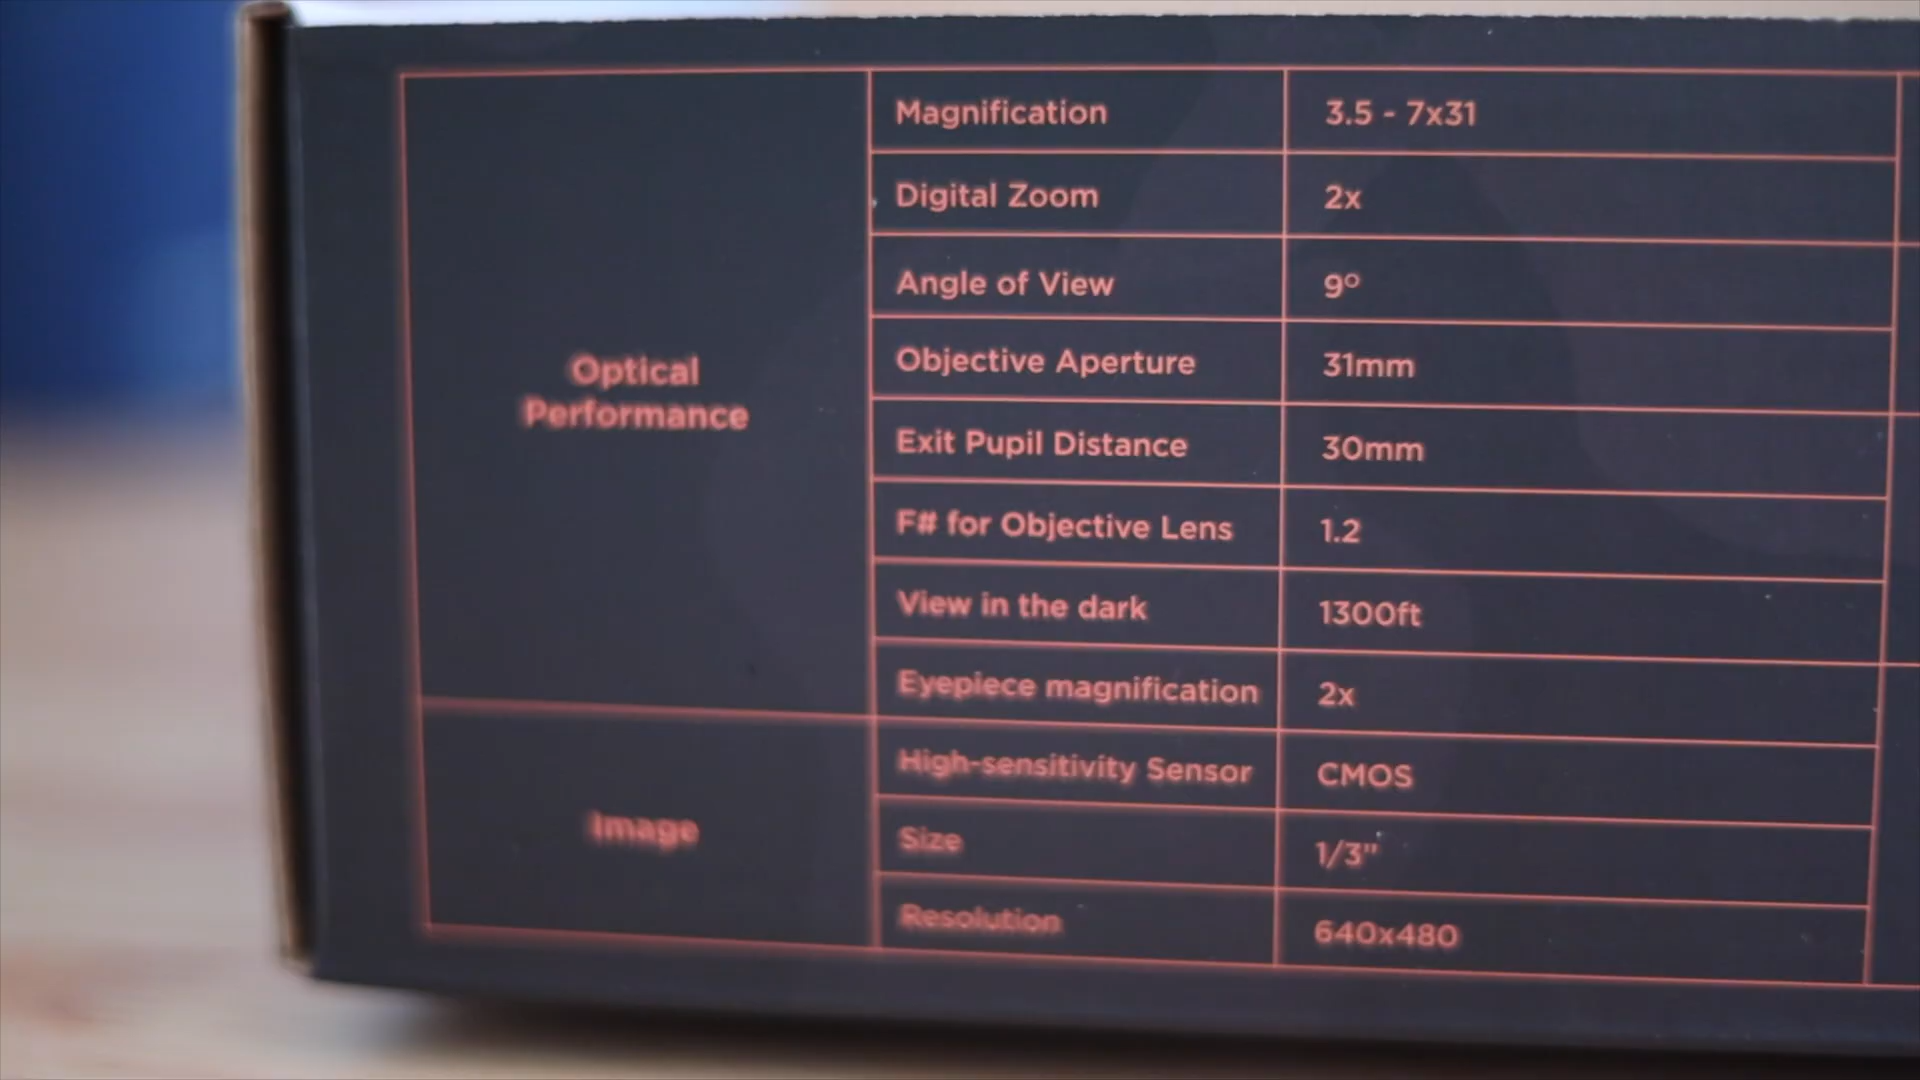 Optical
Performance
Magnification 3.5 - 7x31
Digital Zoom 2x
Angle of View 9°
Objective Aperture 31mm
Exit Pupil Distance 30mm
F# for Objective Lens 1.2
View in the dark 1300ft
Eyepiece magnification 2x
Image
High-sensitivity Sensor CMOS
Size 1/3"
Resolution 640x480